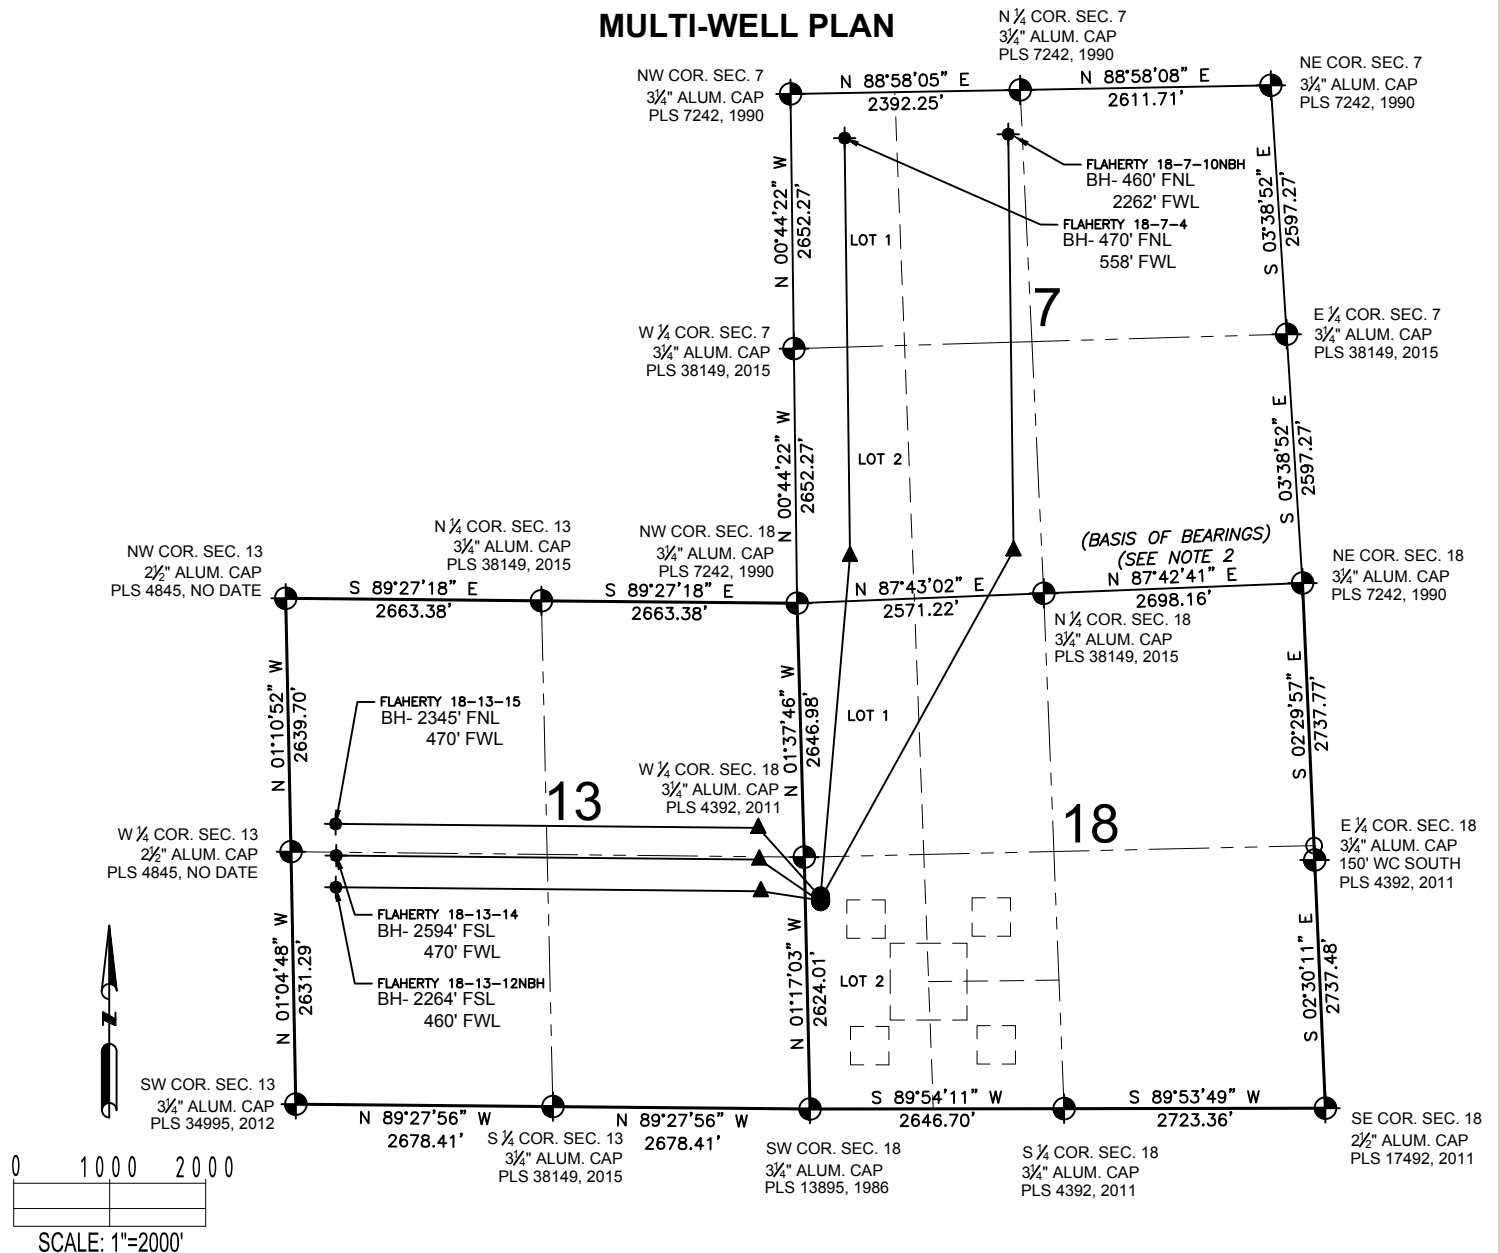 MULTI-WELL PLAN
N ¼ COR. SEC. 7
3¼" ALUM. CAP
PLS 7242, 1990
NW COR. SEC. 7
3¼" ALUM. CAP
PLS 7242, 1990
N 88°58'05" E
2392.25'
N 88°58'08" E
2611.71'
NE COR. SEC. 7
3¼" ALUM. CAP
PLS 7242, 1990
N 00°44'22" W
2652.27'
FLAHERTY 18-7-10NBH
BH- 460' FNL
2262' FWL
FLAHERTY 18-7-4
BH- 470' FNL
558' FWL
S 03°38'52" E
2597.27'
LOT 1
7
W ¼ COR. SEC. 7
3¼" ALUM. CAP
PLS 38149, 2015
E ¼ COR. SEC. 7
3¼" ALUM. CAP
PLS 38149, 2015
N 00°44'22" W
2652.27'
LOT 2
S 03°38'52" E
2597.27'
NW COR. SEC. 13
2½" ALUM. CAP
PLS 4845, NO DATE
N ¼ COR. SEC. 13
3¼" ALUM. CAP
PLS 38149, 2015
NW COR. SEC. 18
3¼" ALUM. CAP
PLS 7242, 1990
(BASIS OF BEARINGS)
(SEE NOTE 2
NE COR. SEC. 18
3¼" ALUM. CAP
PLS 7242, 1990
S 89°27'18" E
2663.38'
S 89°27'18" E
2663.38'
N 87°43'02" E
2571.22'
N 87°42'41" E
2698.16'
N ¼ COR. SEC. 18
3¼" ALUM. CAP
PLS 38149, 2015
N 01°10'52" W
2639.70'
FLAHERTY 18-13-15
BH- 2345' FNL
470' FWL
N 01°37'46" W
2646.98'
LOT 1
S 02°29'57" E
2737.77'
W ¼ COR. SEC. 18
3¼" ALUM. CAP
PLS 4392, 2011
13
18
W ¼ COR. SEC. 13
2½" ALUM. CAP
PLS 4845, NO DATE
E ¼ COR. SEC. 18
3¼" ALUM. CAP
150' WC SOUTH
PLS 4392, 2011
N 01°04'48" W
2631.29'
FLAHERTY 18-13-14
BH- 2594' FSL
470' FWL
FLAHERTY 18-13-12NBH
BH- 2264' FSL
460' FWL
N 01°17'03" W
2624.01'
LOT 2
S 02°30'11" E
2737.48'
N
SW COR. SEC. 13
3¼" ALUM. CAP
PLS 34995, 2012
N 89°27'56" W
2678.41'
N 89°27'56" W
2678.41'
S 89°54'11" W
2646.70'
S 89°53'49" W
2723.36'
S ¼ COR. SEC. 13
3¼" ALUM. CAP
PLS 38149, 2015
SW COR. SEC. 18
3¼" ALUM. CAP
PLS 13895, 1986
S ¼ COR. SEC. 18
3¼" ALUM. CAP
PLS 4392, 2011
SE COR. SEC. 18
2½" ALUM. CAP
PLS 17492, 2011
0 1000 2000
SCALE: 1"=2000'